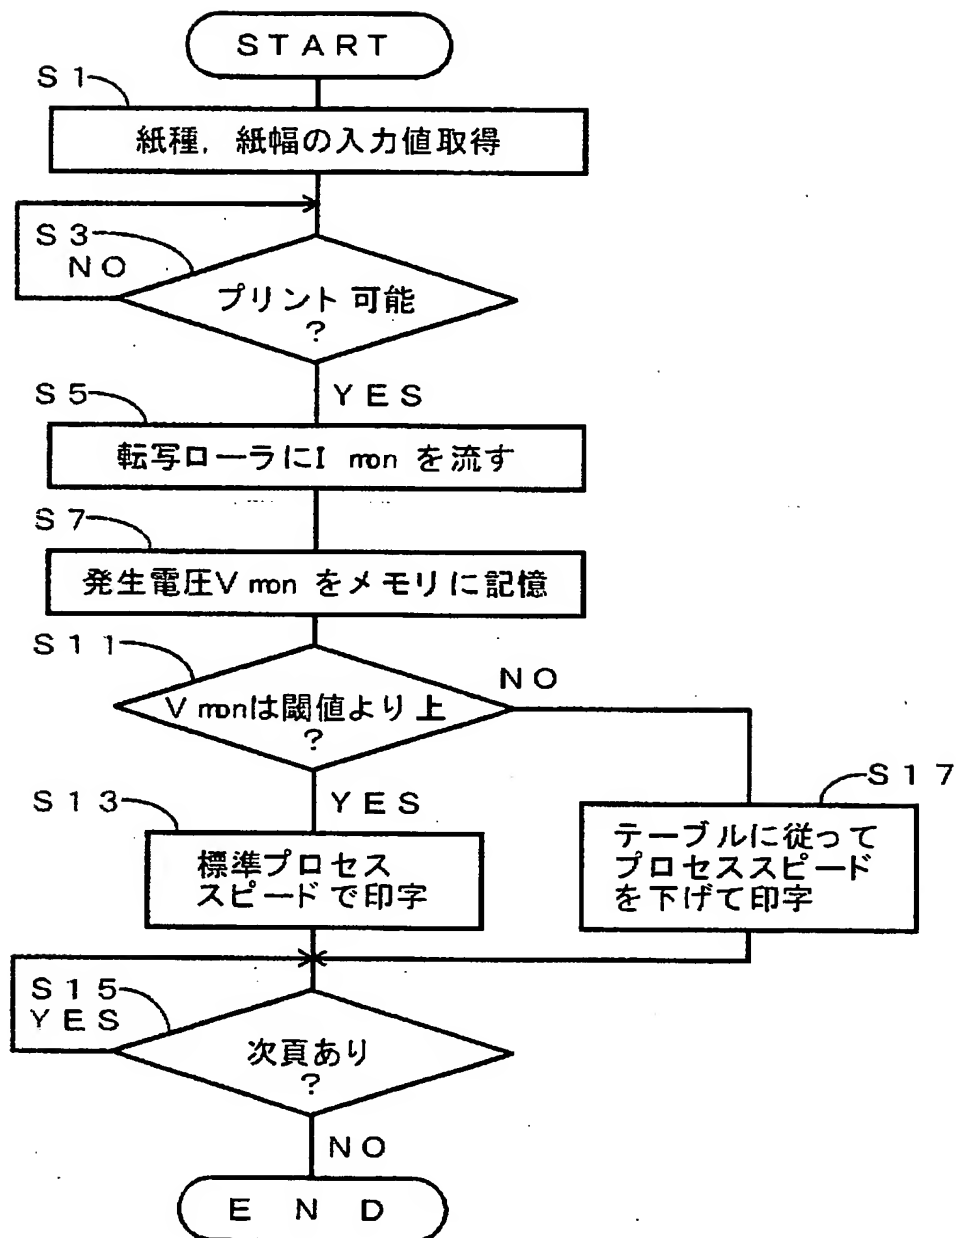 START
S1
紙種，紙幅の入力値取得
S3
NO
プリント可能
?
YES
S5
転写ローラにI mon を流す
S7
発生電圧V mon をメモリに記憶
S11
V monは閾値より上
?
NO
YES
S13
標準プロセス
スピードで印字
S17
テーブルに従って
プロセススピード
を下げて印字
S15
YES
次頁あり
?
NO
END